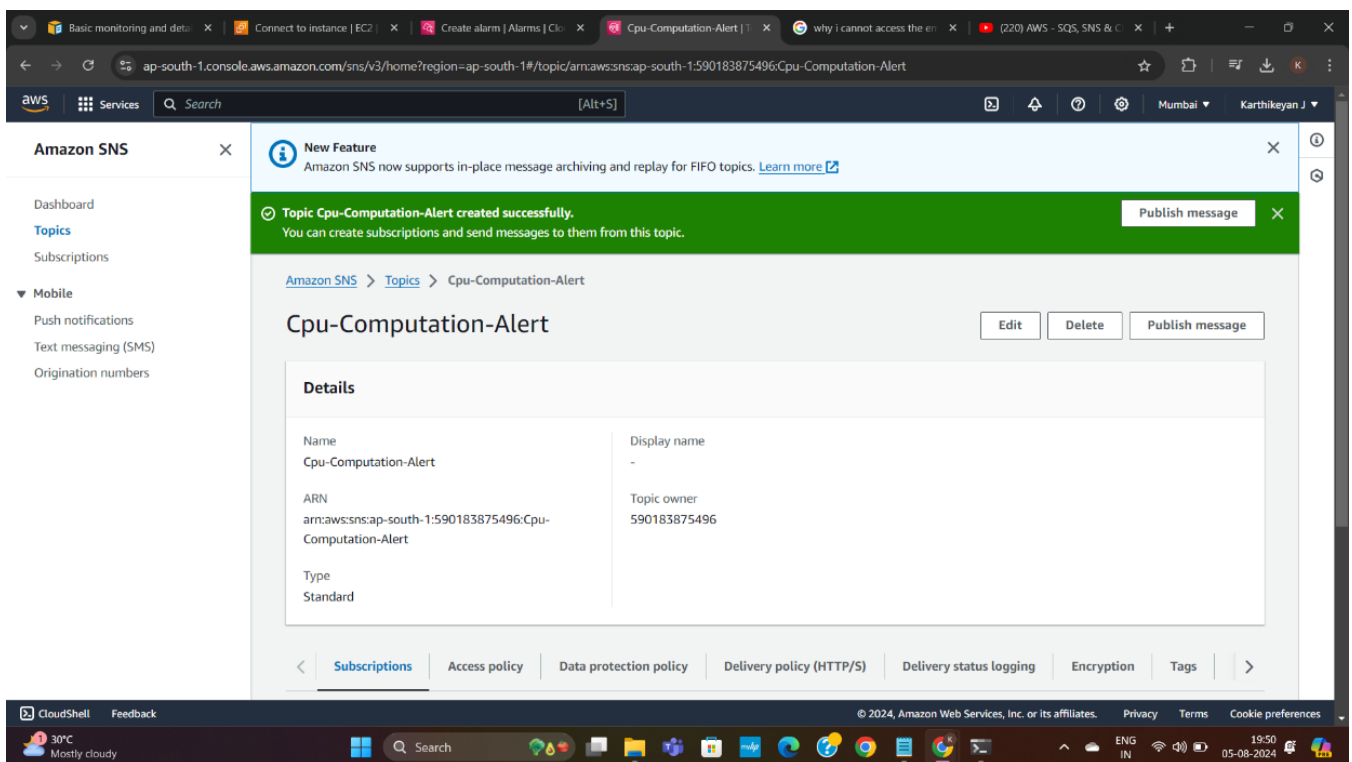 Basic monitoring and deta
Connect to instance | EC2 |
Create alarm | Alarms | Clo
Cpu-Computation-Alert | T
why i cannot access the en
(220) AWS - SQS, SNS & C
ap-south-1.console.aws.amazon.com/sns/v3/home?region=ap-south-1#/topic/arn:aws:sns:ap-south-1:590183875496:Cpu-Computation-Alert
K
aws
Services
Search
[Alt+S]
Mumbai
Karthikeyan J
Amazon SNS
Dashboard
Topics
Subscriptions
Mobile
Push notifications
Text messaging (SMS)
Origination numbers
New Feature
Amazon SNS now supports in-place message archiving and replay for FIFO topics. Learn more
Topic Cpu-Computation-Alert created successfully.
You can create subscriptions and send messages to them from this topic.
Publish message
Amazon SNS > Topics > Cpu-Computation-Alert
Cpu-Computation-Alert
Edit
Delete
Publish message
Details
Name
Cpu-Computation-Alert
Display name
-
ARN
arn:aws:sns:ap-south-1:590183875496:Cpu-
Computation-Alert
Topic owner
590183875496
Type
Standard
Subscriptions
Access policy
Data protection policy
Delivery policy (HTTP/S)
Delivery status logging
Encryption
Tags
CloudShell
Feedback
© 2024, Amazon Web Services, Inc. or its affiliates.
Privacy
Terms
Cookie preferences
1
30°C
Mostly cloudy
Search
ENG
IN
19:50
05-08-2024